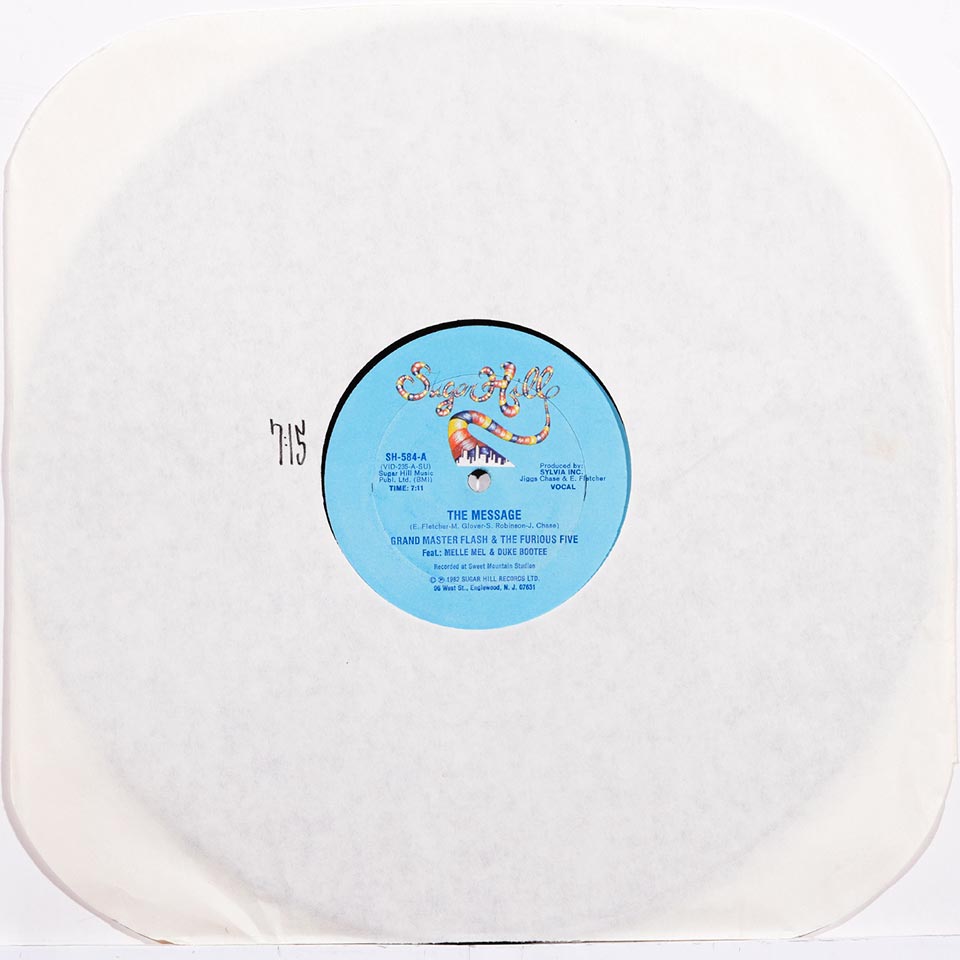 Sugar Hill
7:15
SH-584-A
(VID-235-A-SU)
Sugar Hill Music
Publ. Ltd. (BMI)
TIME: 7:11
Produced by:
SYLVIA INC.
Jiggs Chase & E. Fletcher
VOCAL
THE MESSAGE
(E. Fletcher-M. Glover-S. Robinson-J. Chase)
GRAND MASTER FLASH & THE FURIOUS FIVE
Feat.: MELLE MEL & DUKE BOOTEE
Recorded at Sweet Mountain Studios
© ℗ 1982 SUGAR HILL RECORDS LTD.
96 West St., Englewood, N. J. 07631